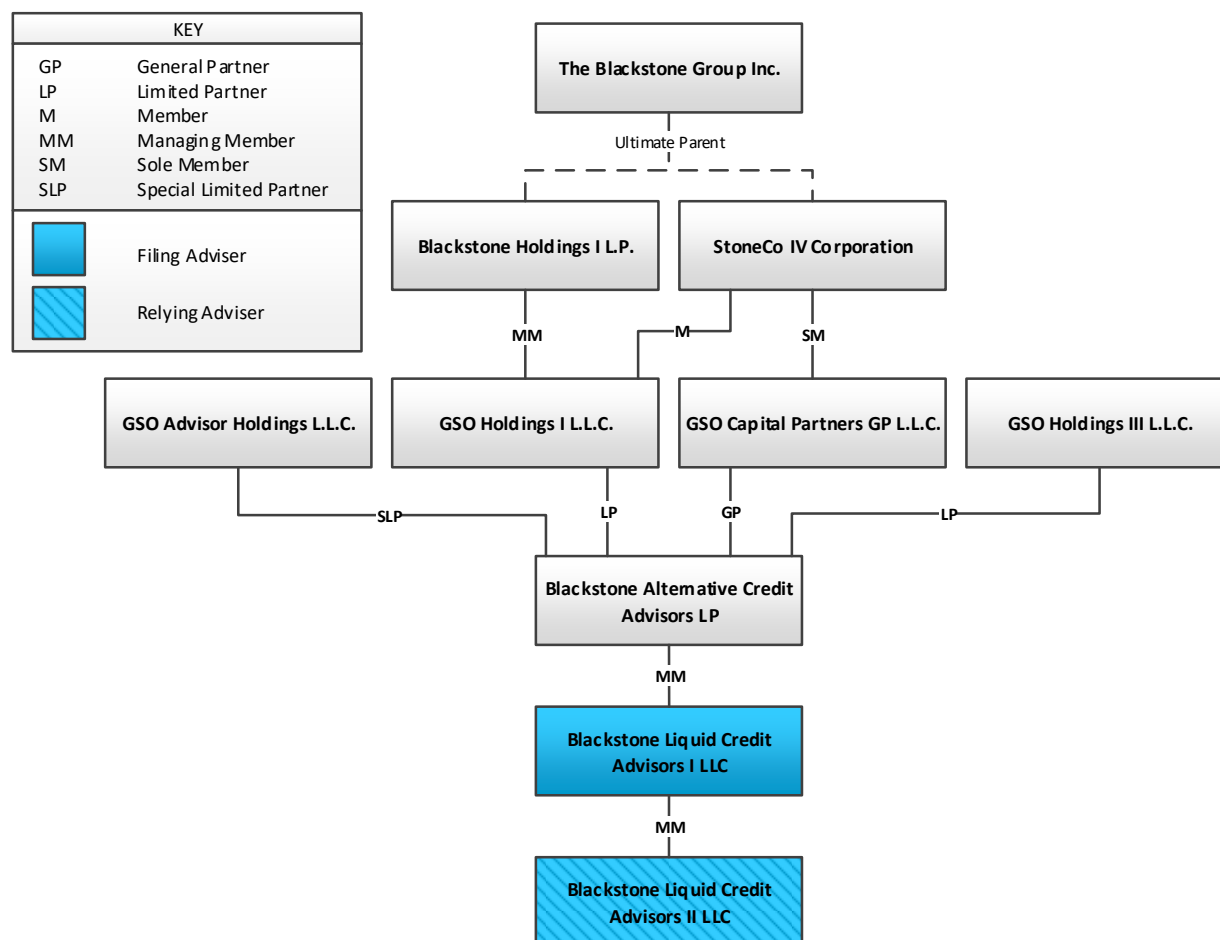 KEY
GP General Partner
LP Limited Partner
M Member
MM Managing Member
SM Sole Member
SLP Special Limited Partner
Filing Adviser
Relying Adviser
The Blackstone Group Inc.
Ultimate Parent
Blackstone Holdings I L.P.
StoneCo IV Corporation
MM
M
SM
GSO Advisor Holdings L.L.C.
GSO Holdings I L.L.C.
GSO Capital Partners GP L.L.C.
GSO Holdings III L.L.C.
SLP
LP
GP
LP
Blackstone Alternative Credit
Advisors LP
MM
Blackstone Liquid Credit
Advisors I LLC
MM
Blackstone Liquid Credit
Advisors II LLC